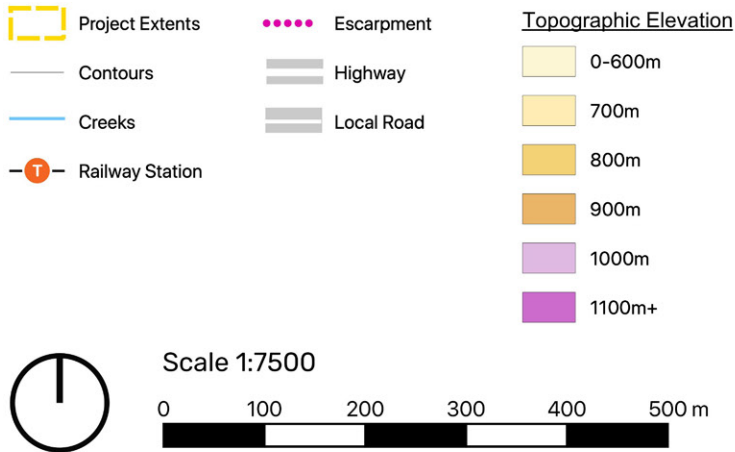 Project Extents
Contours
Creeks
T
Railway Station
Escarpment
Highway
Local Road
Topographic Elevation
0-600m
700m
800m
900m
1000m
1100m+
Scale 1:7500
0 100 200 300 400 500 m